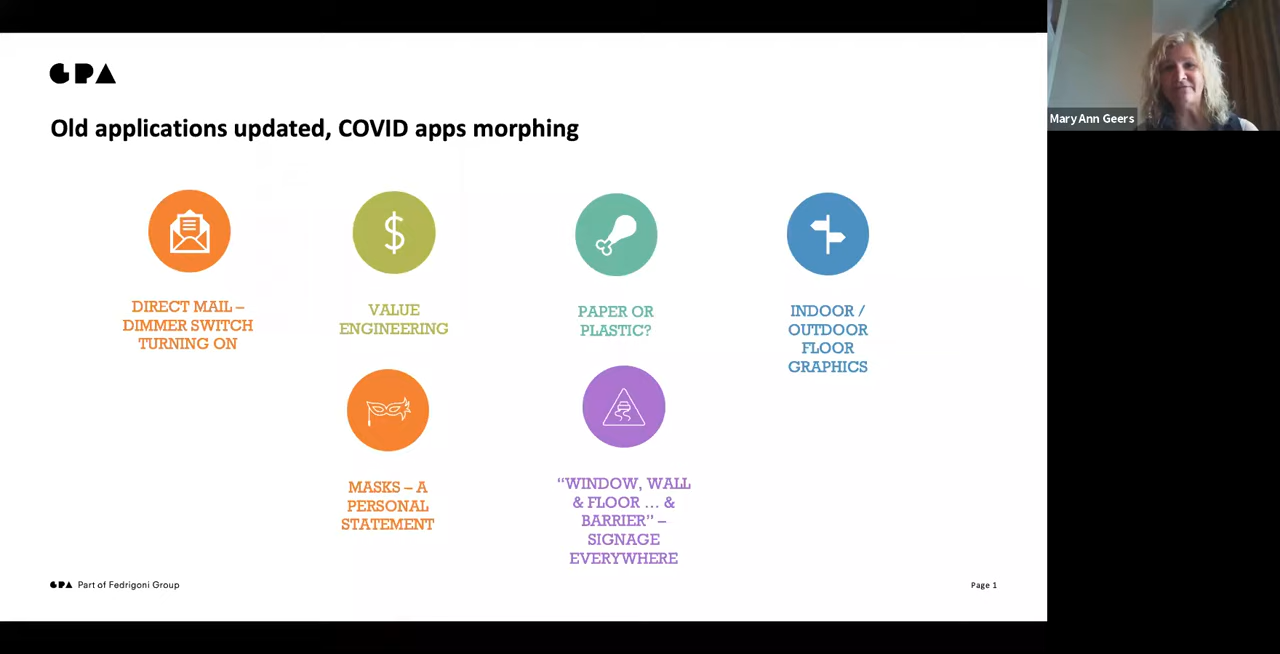 GPA
Old applications updated, COVID apps morphing
DIRECT MAIL –
DIMMER SWITCH
TURNING ON
VALUE
ENGINEERING
PAPER OR
PLASTIC?
INDOOR /
OUTDOOR
FLOOR
GRAPHICS
MASKS – A
PERSONAL
STATEMENT
“WINDOW, WALL
& FLOOR … &
BARRIER” –
SIGNAGE
EVERYWHERE
GPA Part of Fedrigoni Group
Page 1
Mary Ann Geers